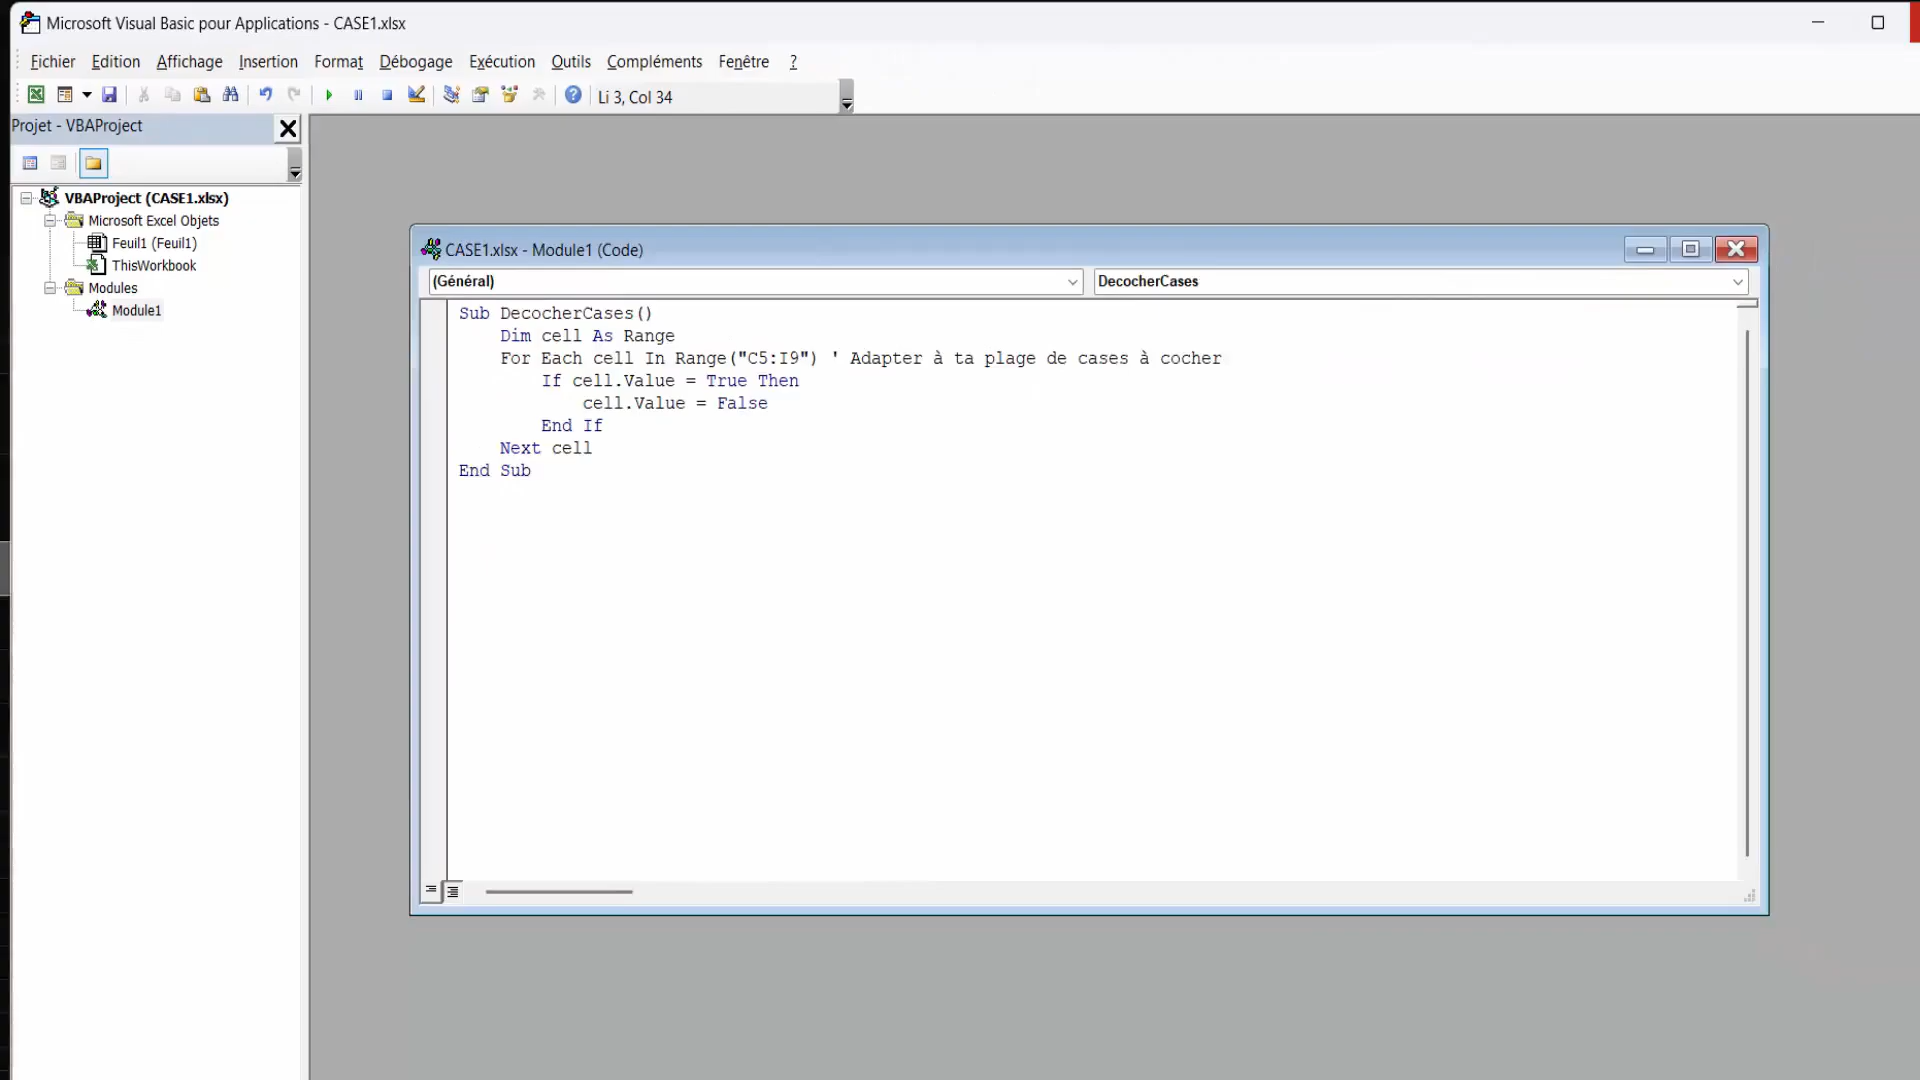 Microsoft Visual Basic pour Applications - CASE1.xlsx
Fichier Edition Affichage Insertion Format Débogage Exécution Outils Compléments Fenêtre ?
Li 3, Col 34
Projet - VBAProject
VBAProject (CASE1.xlsx)
Microsoft Excel Objets
Feuil1 (Feuil1)
ThisWorkbook
Modules
Module1
CASE1.xlsx - Module1 (Code)
(Général) DecocherCases
Sub DecocherCases()
    Dim cell As Range
    For Each cell In Range("C5:I9") ' Adapter à ta plage de cases à cocher
        If cell.Value = True Then
            cell.Value = False
        End If
    Next cell
End Sub